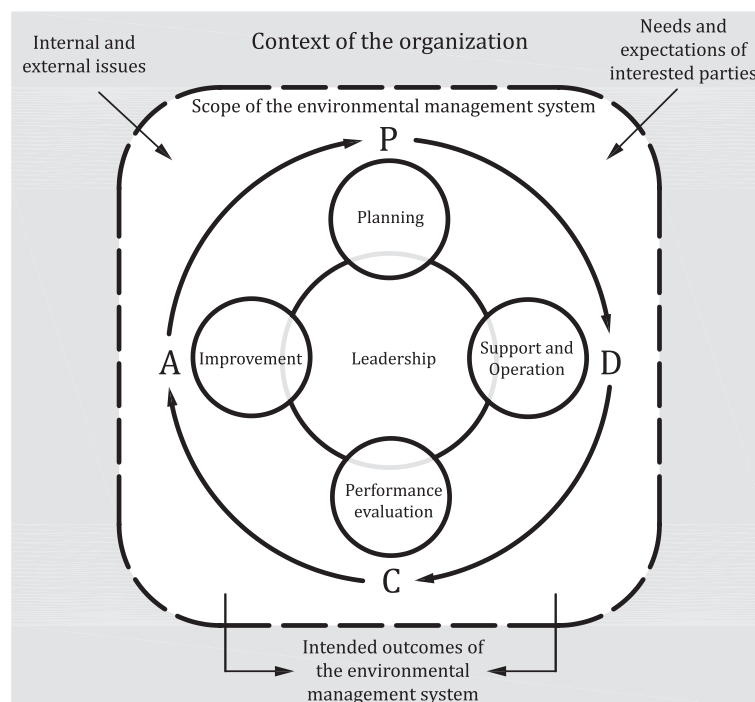 Internal and
external issues
Context of the organization
Needs and
expectations of
interested parties
Scope of the environmental management system
P
Planning
A
Improvement
Leadership
Support and
Operation
D
Performance
evaluation
C
Intended outcomes of
the environmental
management system